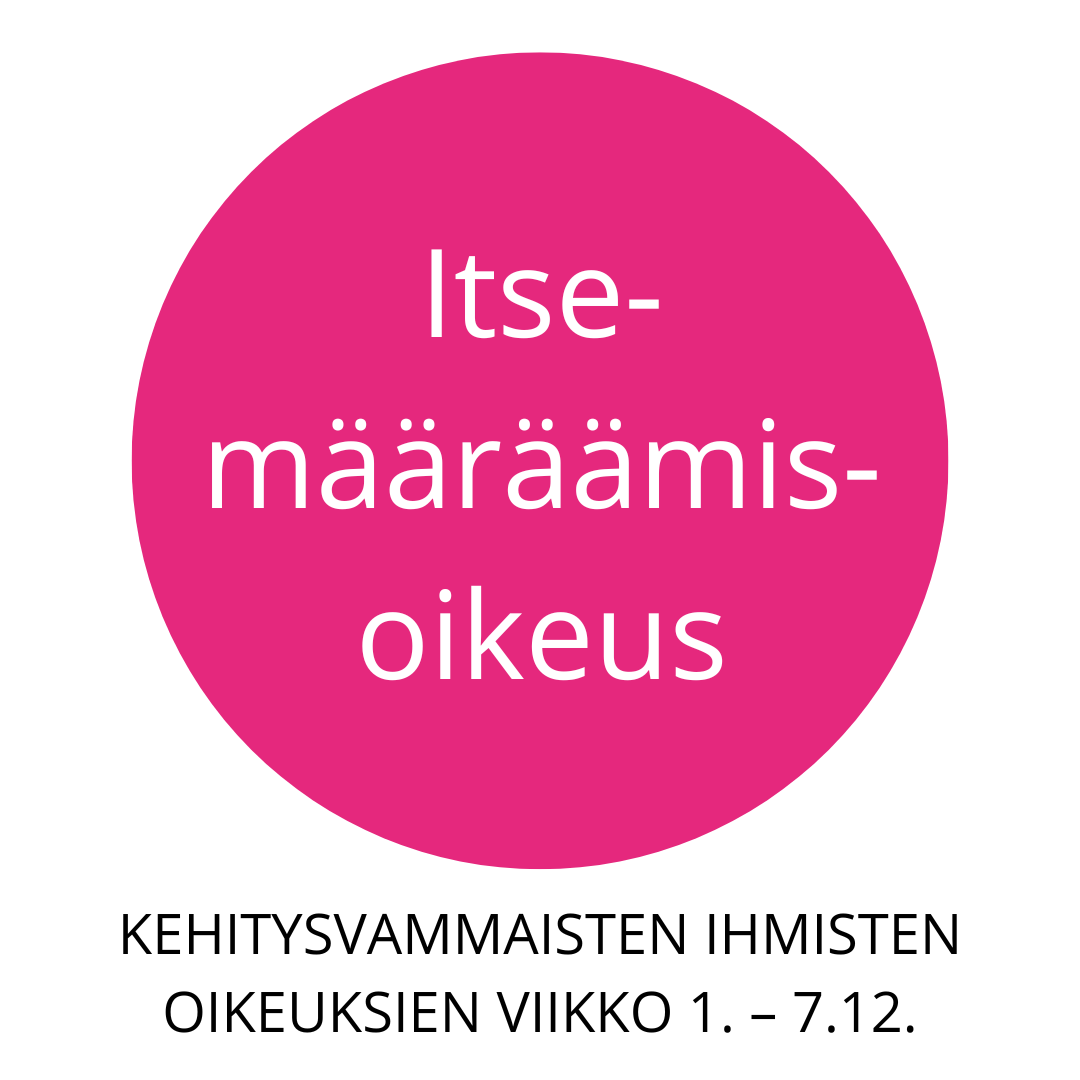 Itse-
määräämis-
oikeus
KEHITYSVAMMAISTEN IHMISTEN
OIKEUKSIEN VIIKKO 1. – 7.12.